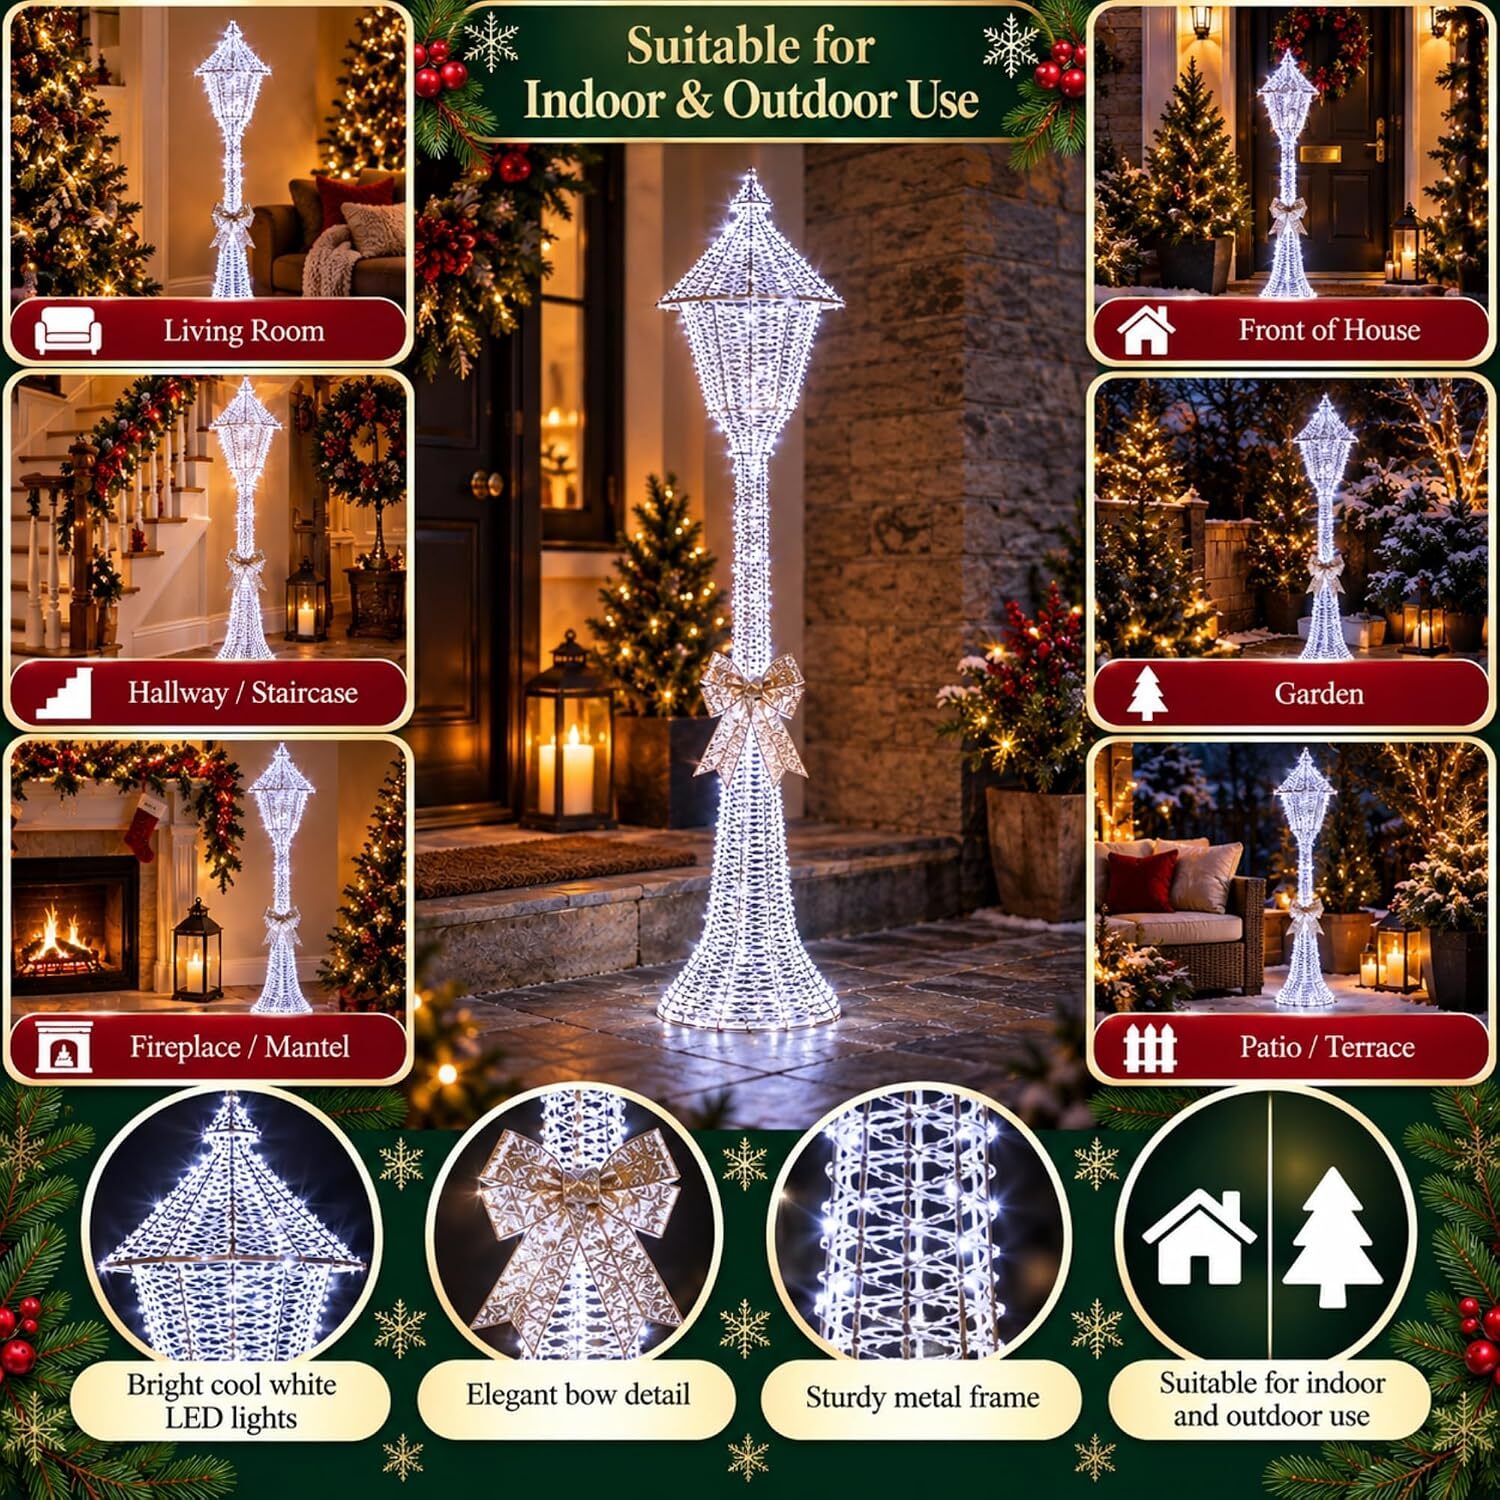 Suitable for
Indoor & Outdoor Use
Living Room
Front of House
Hallway / Staircase
Garden
Fireplace / Mantel
Patio / Terrace
Bright cool white
LED lights
Elegant bow detail
Sturdy metal frame
Suitable for indoor
and outdoor use